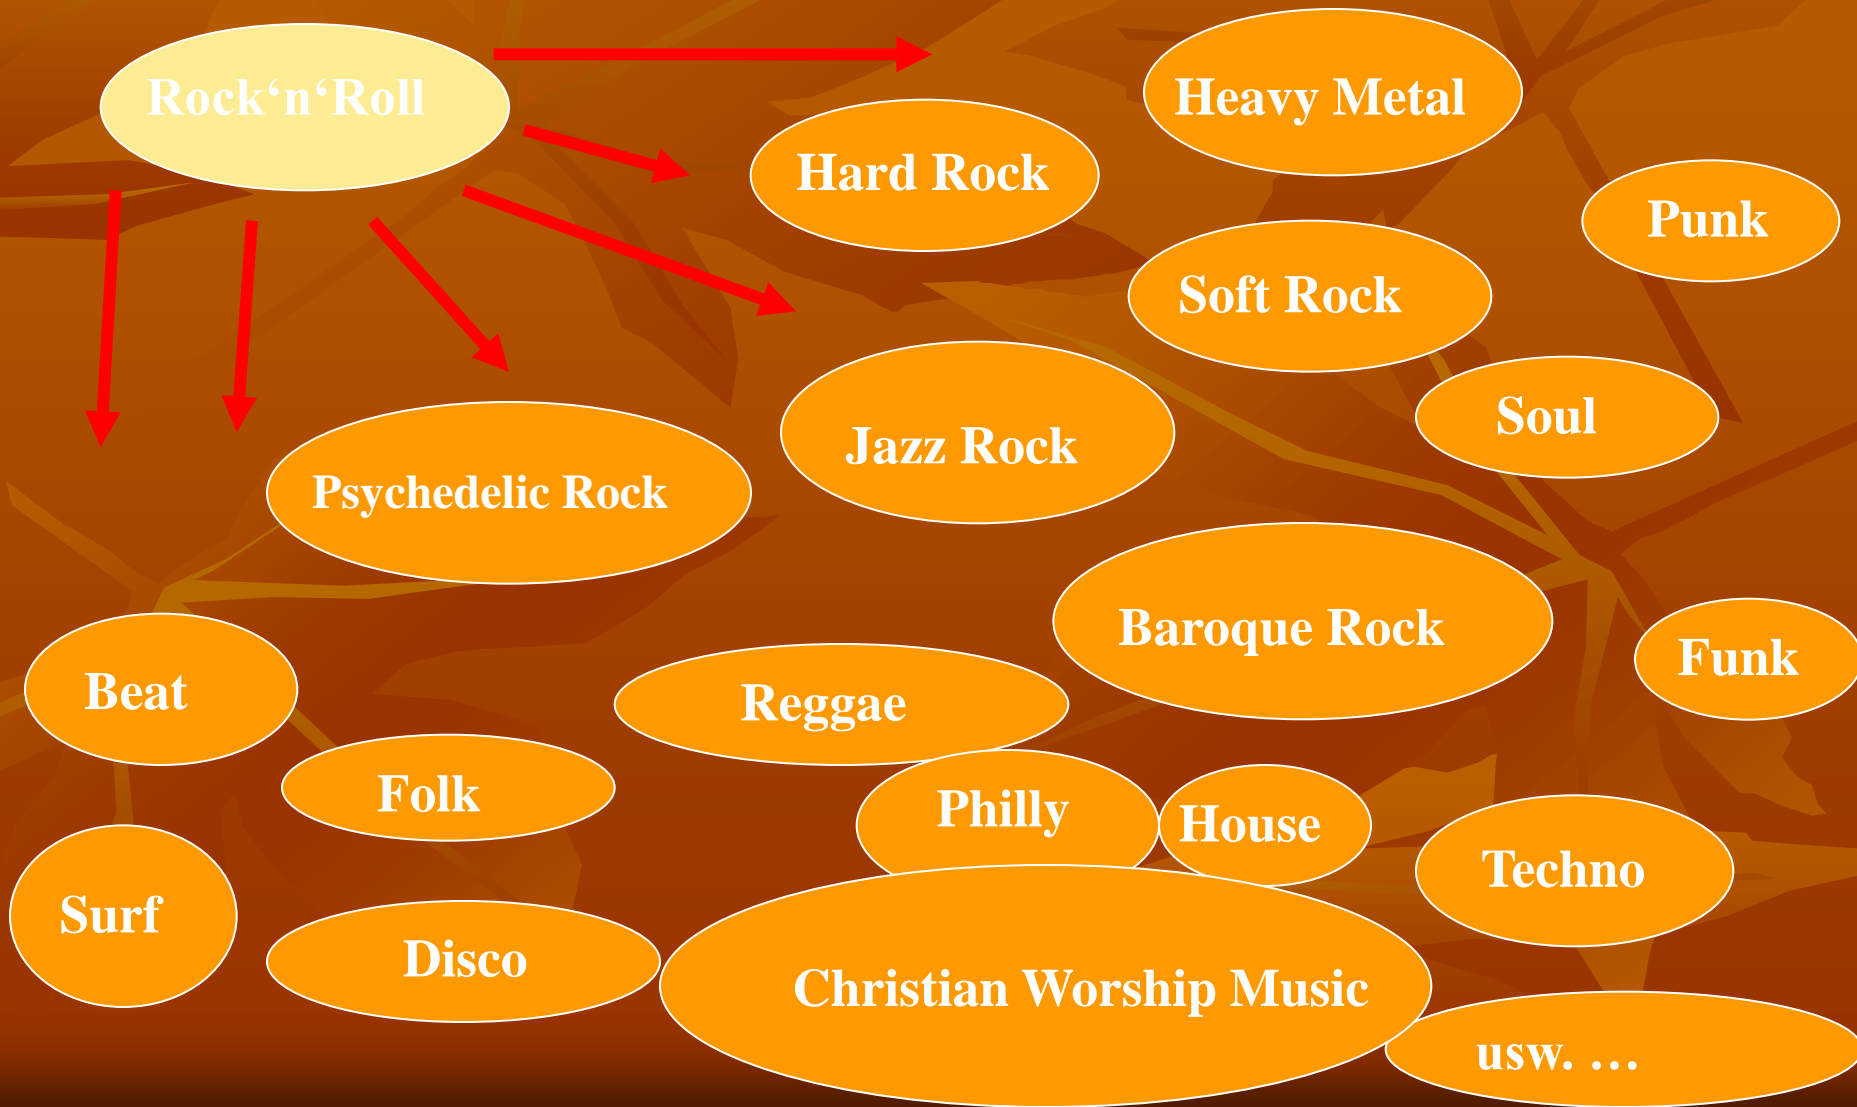 Rock‘n‘Roll
Heavy Metal
Hard Rock
Punk
Soft Rock
Soul
Jazz Rock
Psychedelic Rock
Baroque Rock
Funk
Beat
Reggae
Folk
Philly
House
Techno
Surf
Disco
Christian Worship Music
usw. …